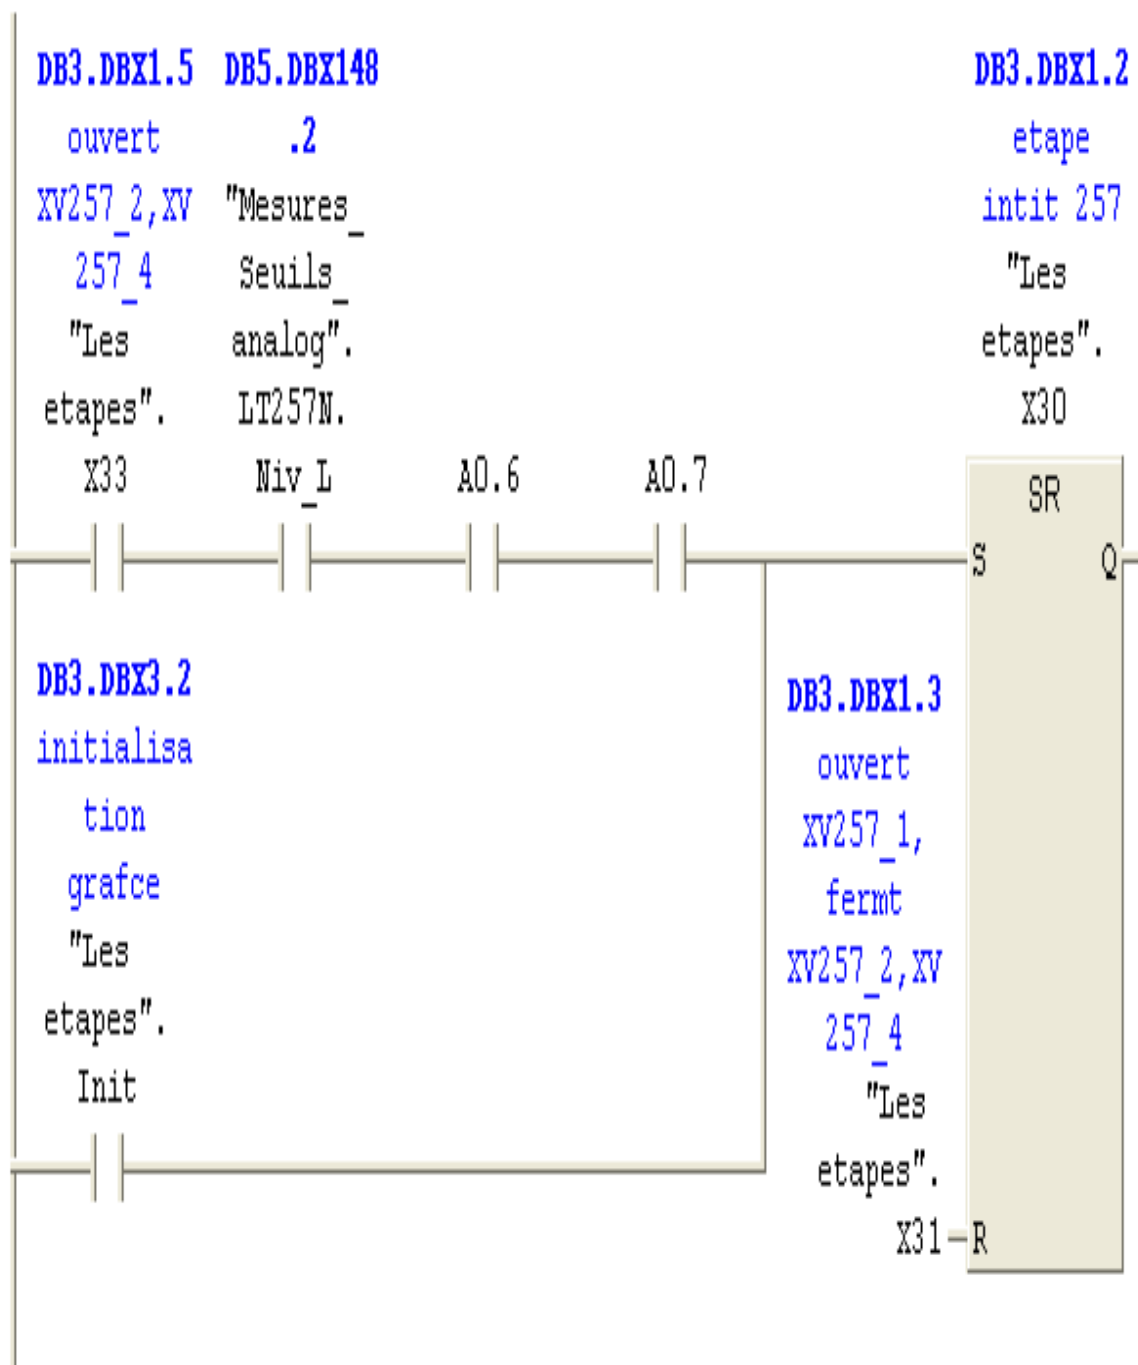 DB3.DBX1.5
ouvert
XV257_2,XV
257_4
"Les
etapes".
X33
DB5.DBX148
.2
"Mesures_
Seuils_
analog".
LT257N.
Niv_L
A0.6
A0.7
DB3.DBX1.2
etape
intit 257
"Les
etapes".
X30
SR
S
Q
DB3.DBX3.2
initialisa
tion
grafce
"Les
etapes".
Init
DB3.DBX1.3
ouvert
XV257_1,
fermt
XV257_2,XV
257_4
"Les
etapes".
X31
R